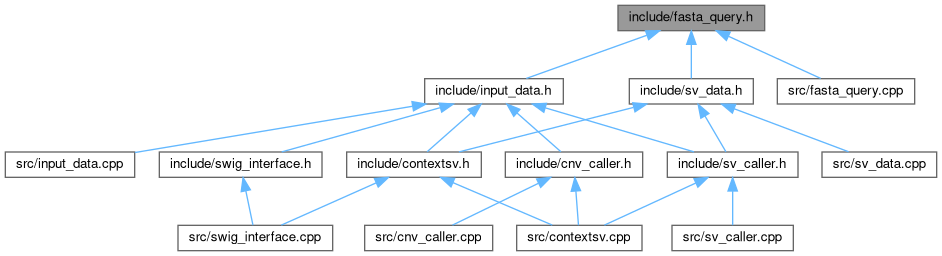 include/fasta_query.h
include/input_data.h
include/sv_data.h
src/fasta_query.cpp
src/input_data.cpp
include/swig_interface.h
include/contextsv.h
include/cnv_caller.h
include/sv_caller.h
src/sv_data.cpp
src/swig_interface.cpp
src/cnv_caller.cpp
src/contextsv.cpp
src/sv_caller.cpp